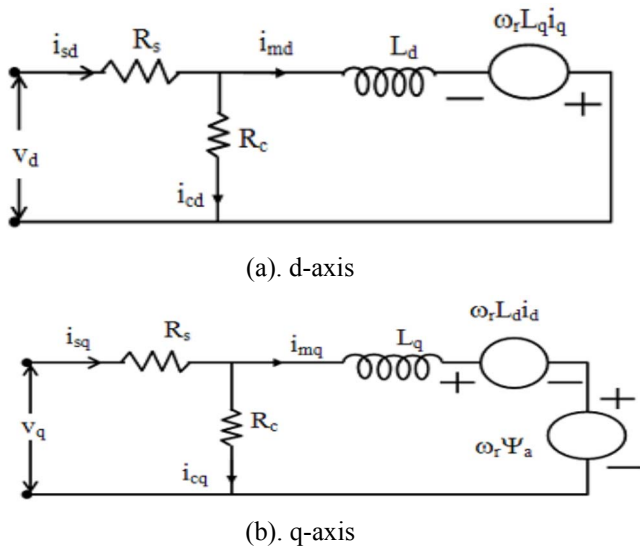 i_sd R_s i_md L_d ω_rL_qi_q
− +
v_d R_c
i_cd
(a). d-axis
i_sq R_s i_mq L_q ω_rL_di_d
+ − +
v_q R_c ω_rΨ_a
i_cq −
(b). q-axis